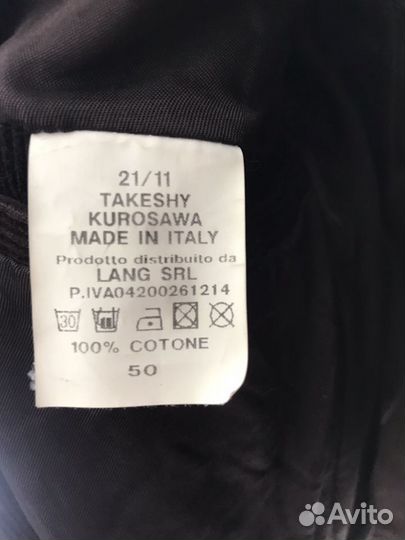 21/11
TAKESHY
KUROSAWA
MADE IN ITALY
Prodotto distribuito da
LANG SRL
P.IVA04200261214
30
100% COTONE
50
Avito